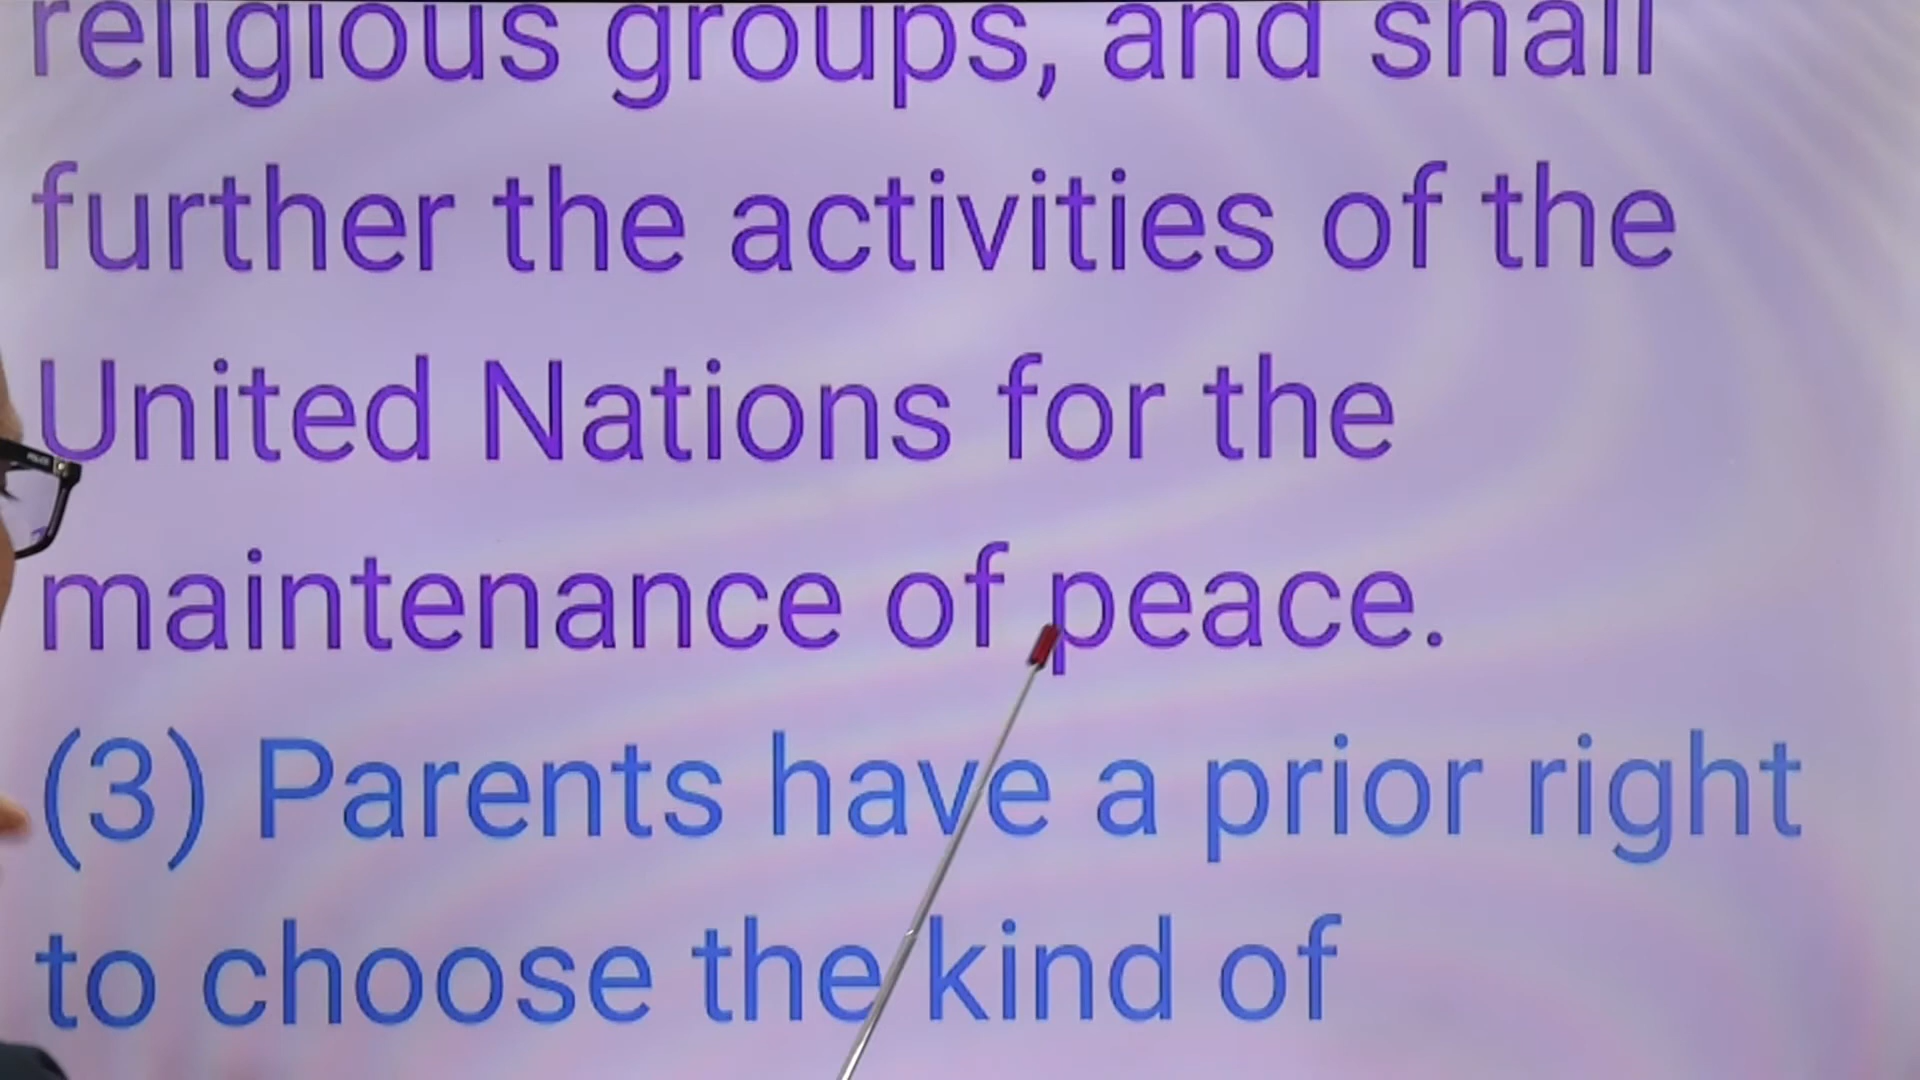 religious groups, and shall
further the activities of the
United Nations for the
maintenance of peace.
(3) Parents have a prior right
to choose the kind of